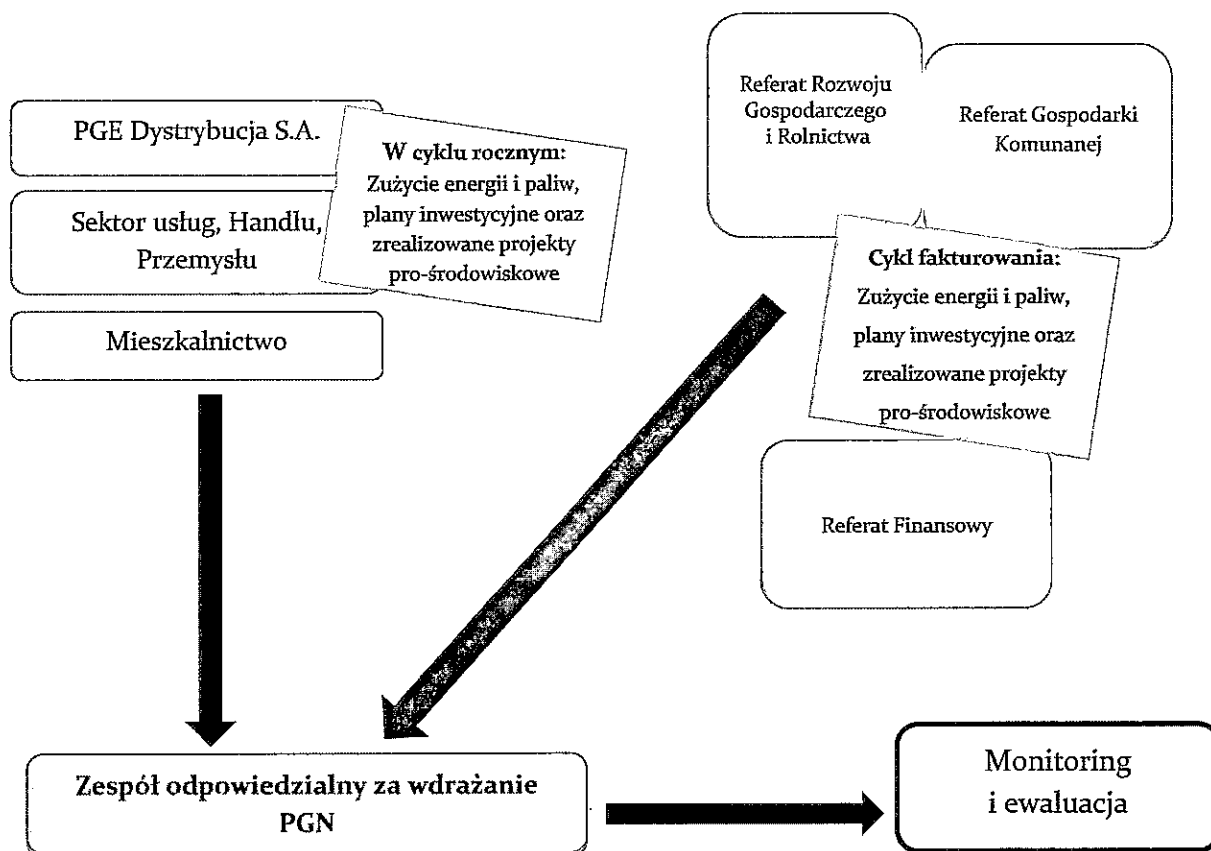 PGE Dystrybucja S.A.
Sektor usług, Handlu,
Przemysłu
Mieszkalnictwo
W cyklu rocznym:
Zużycie energii i paliw,
plany inwestycyjne oraz
zrealizowane projekty
pro-środowiskowe
Referat Rozwoju
Gospodarczego
i Rolnictwa
Referat Gospodarki
Komunanej
Cykl fakturowania:
Zużycie energii i paliw,
plany inwestycyjne oraz
zrealizowane projekty
pro-środowiskowe
Referat Finansowy
Zespół odpowiedzialny za wdrażanie
PGN
Monitoring
i ewaluacja